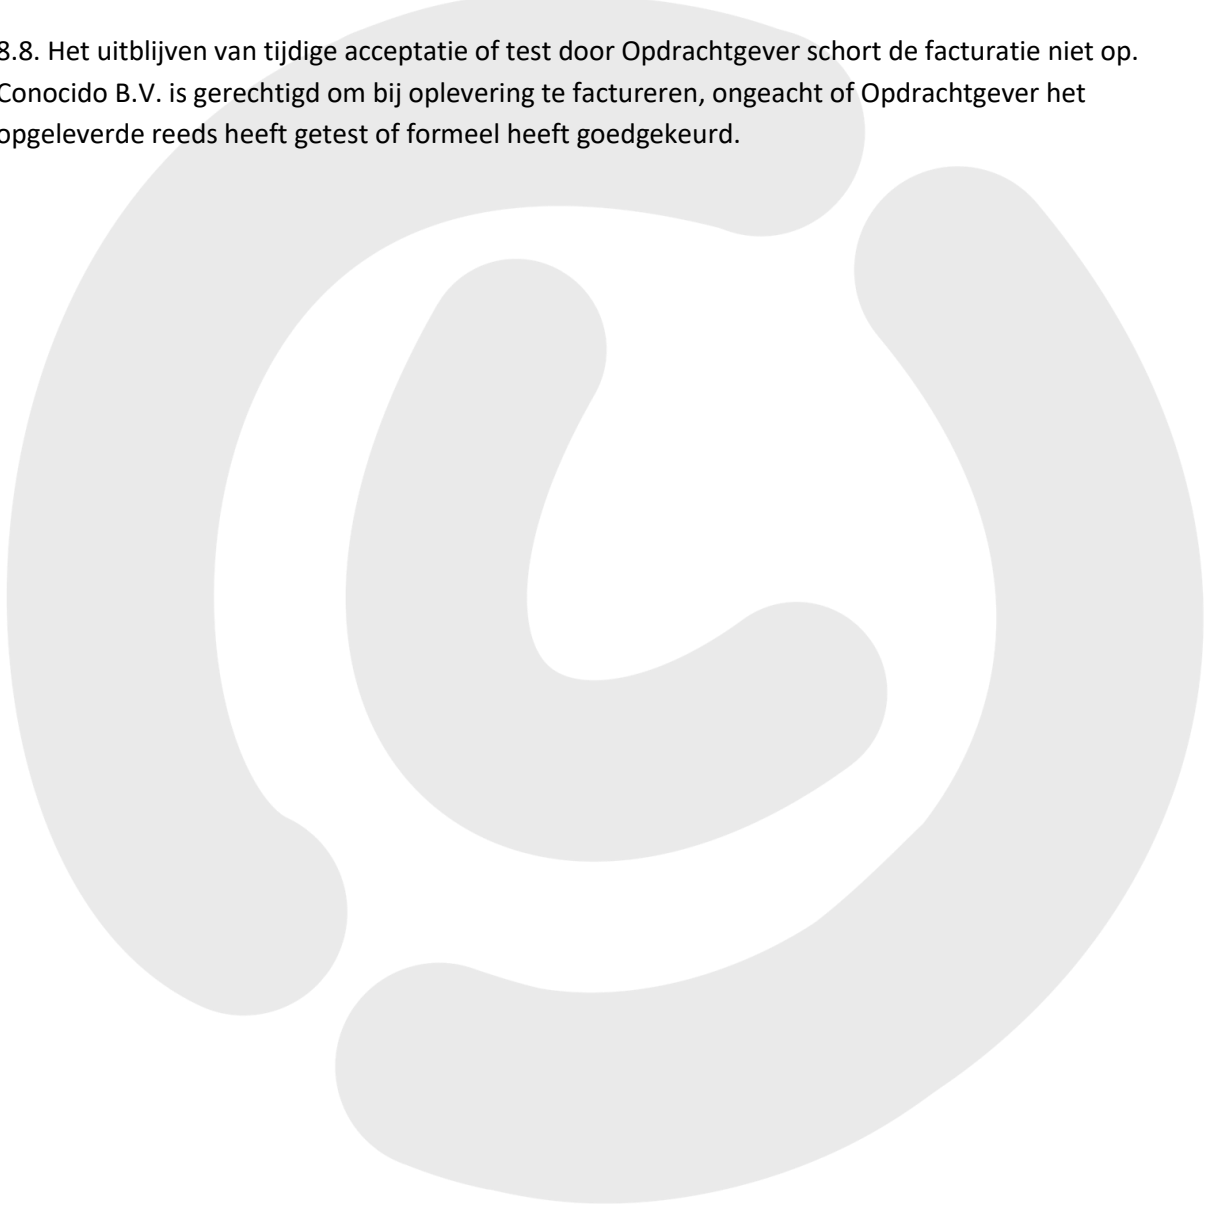 8.8. Het uitblijven van tijdige acceptatie of test door Opdrachtgever schort de facturatie niet op.
Conocido B.V. is gerechtigd om bij oplevering te factureren, ongeacht of Opdrachtgever het
opgeleverde reeds heeft getest of formeel heeft goedgekeurd.